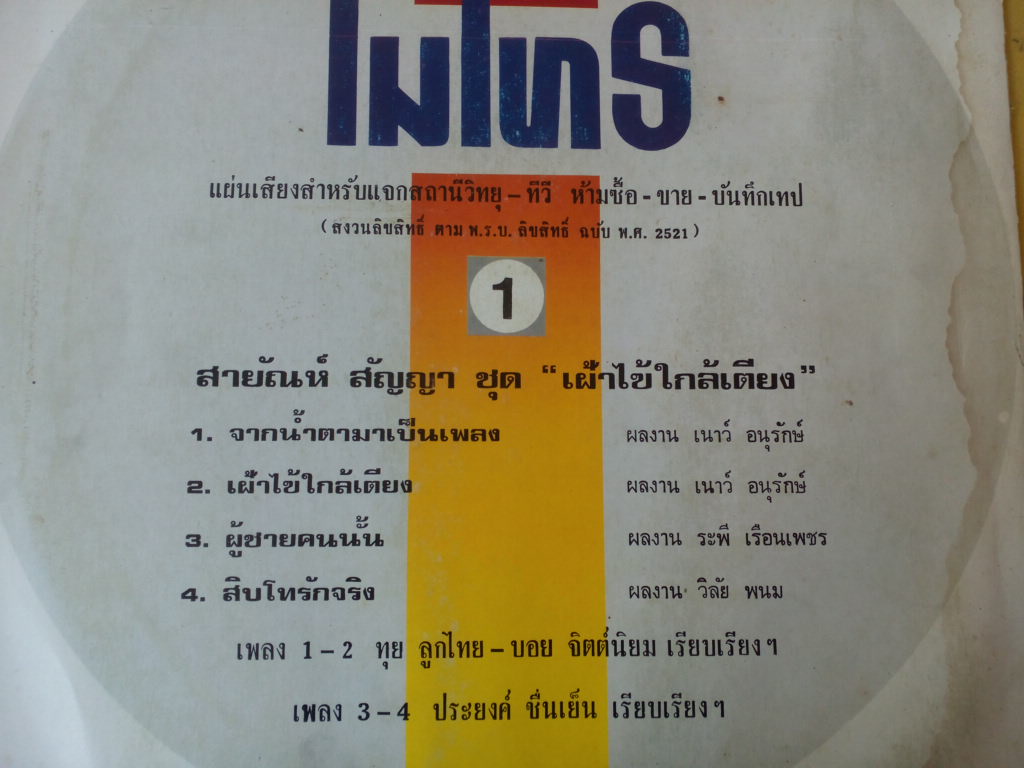 ไมโทร
แผ่นเสียงสำหรับแจกสถานีวิทยุ - ทีวี ห้ามซื้อ - ขาย - บันทึกเทป
( สงวนลิขสิทธิ์ ตาม พ.ร.บ. ลิขสิทธิ์ ฉบับ พ.ศ. 2521 )
1
สายัณห์ สัญญา ชุด “เฝ้าไข้ใกล้เตียง”
1. จากน้ำตามาเป็นเพลง ผลงาน เนาว์ อนุรักษ์
2. เฝ้าไข้ใกล้เตียง ผลงาน เนาว์ อนุรักษ์
3. ผู้ชายคนนั้น ผลงาน ระพี เรือนเพชร
4. สิบโทรักจริง ผลงาน วิลัย พนม
เพลง 1 – 2 ทุย ลูกไทย – บอย จิตต์นิยม เรียบเรียงฯ
เพลง 3 – 4 ประยงค์ ชื่นเย็น เรียบเรียงฯ